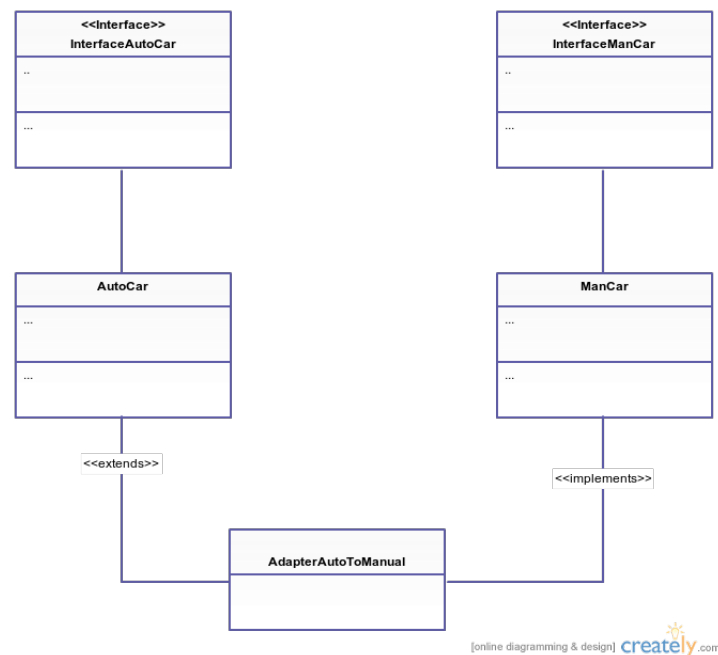 <<Interface>>
InterfaceAutoCar
..
...
<<Interface>>
InterfaceManCar
..
...
AutoCar
...
...
ManCar
...
...
<<extends>>
<<implements>>
AdapterAutoToManual
[online diagramming & design] creately.com